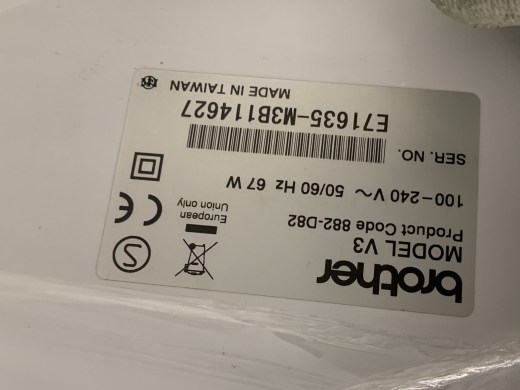 brother
MODEL V3
Product Code 882-D82
European
Union only
100-240 V~ 50/60 Hz 67 W
SER. NO.
E71635-M3B114627
MADE IN TAIWAN
S
CE